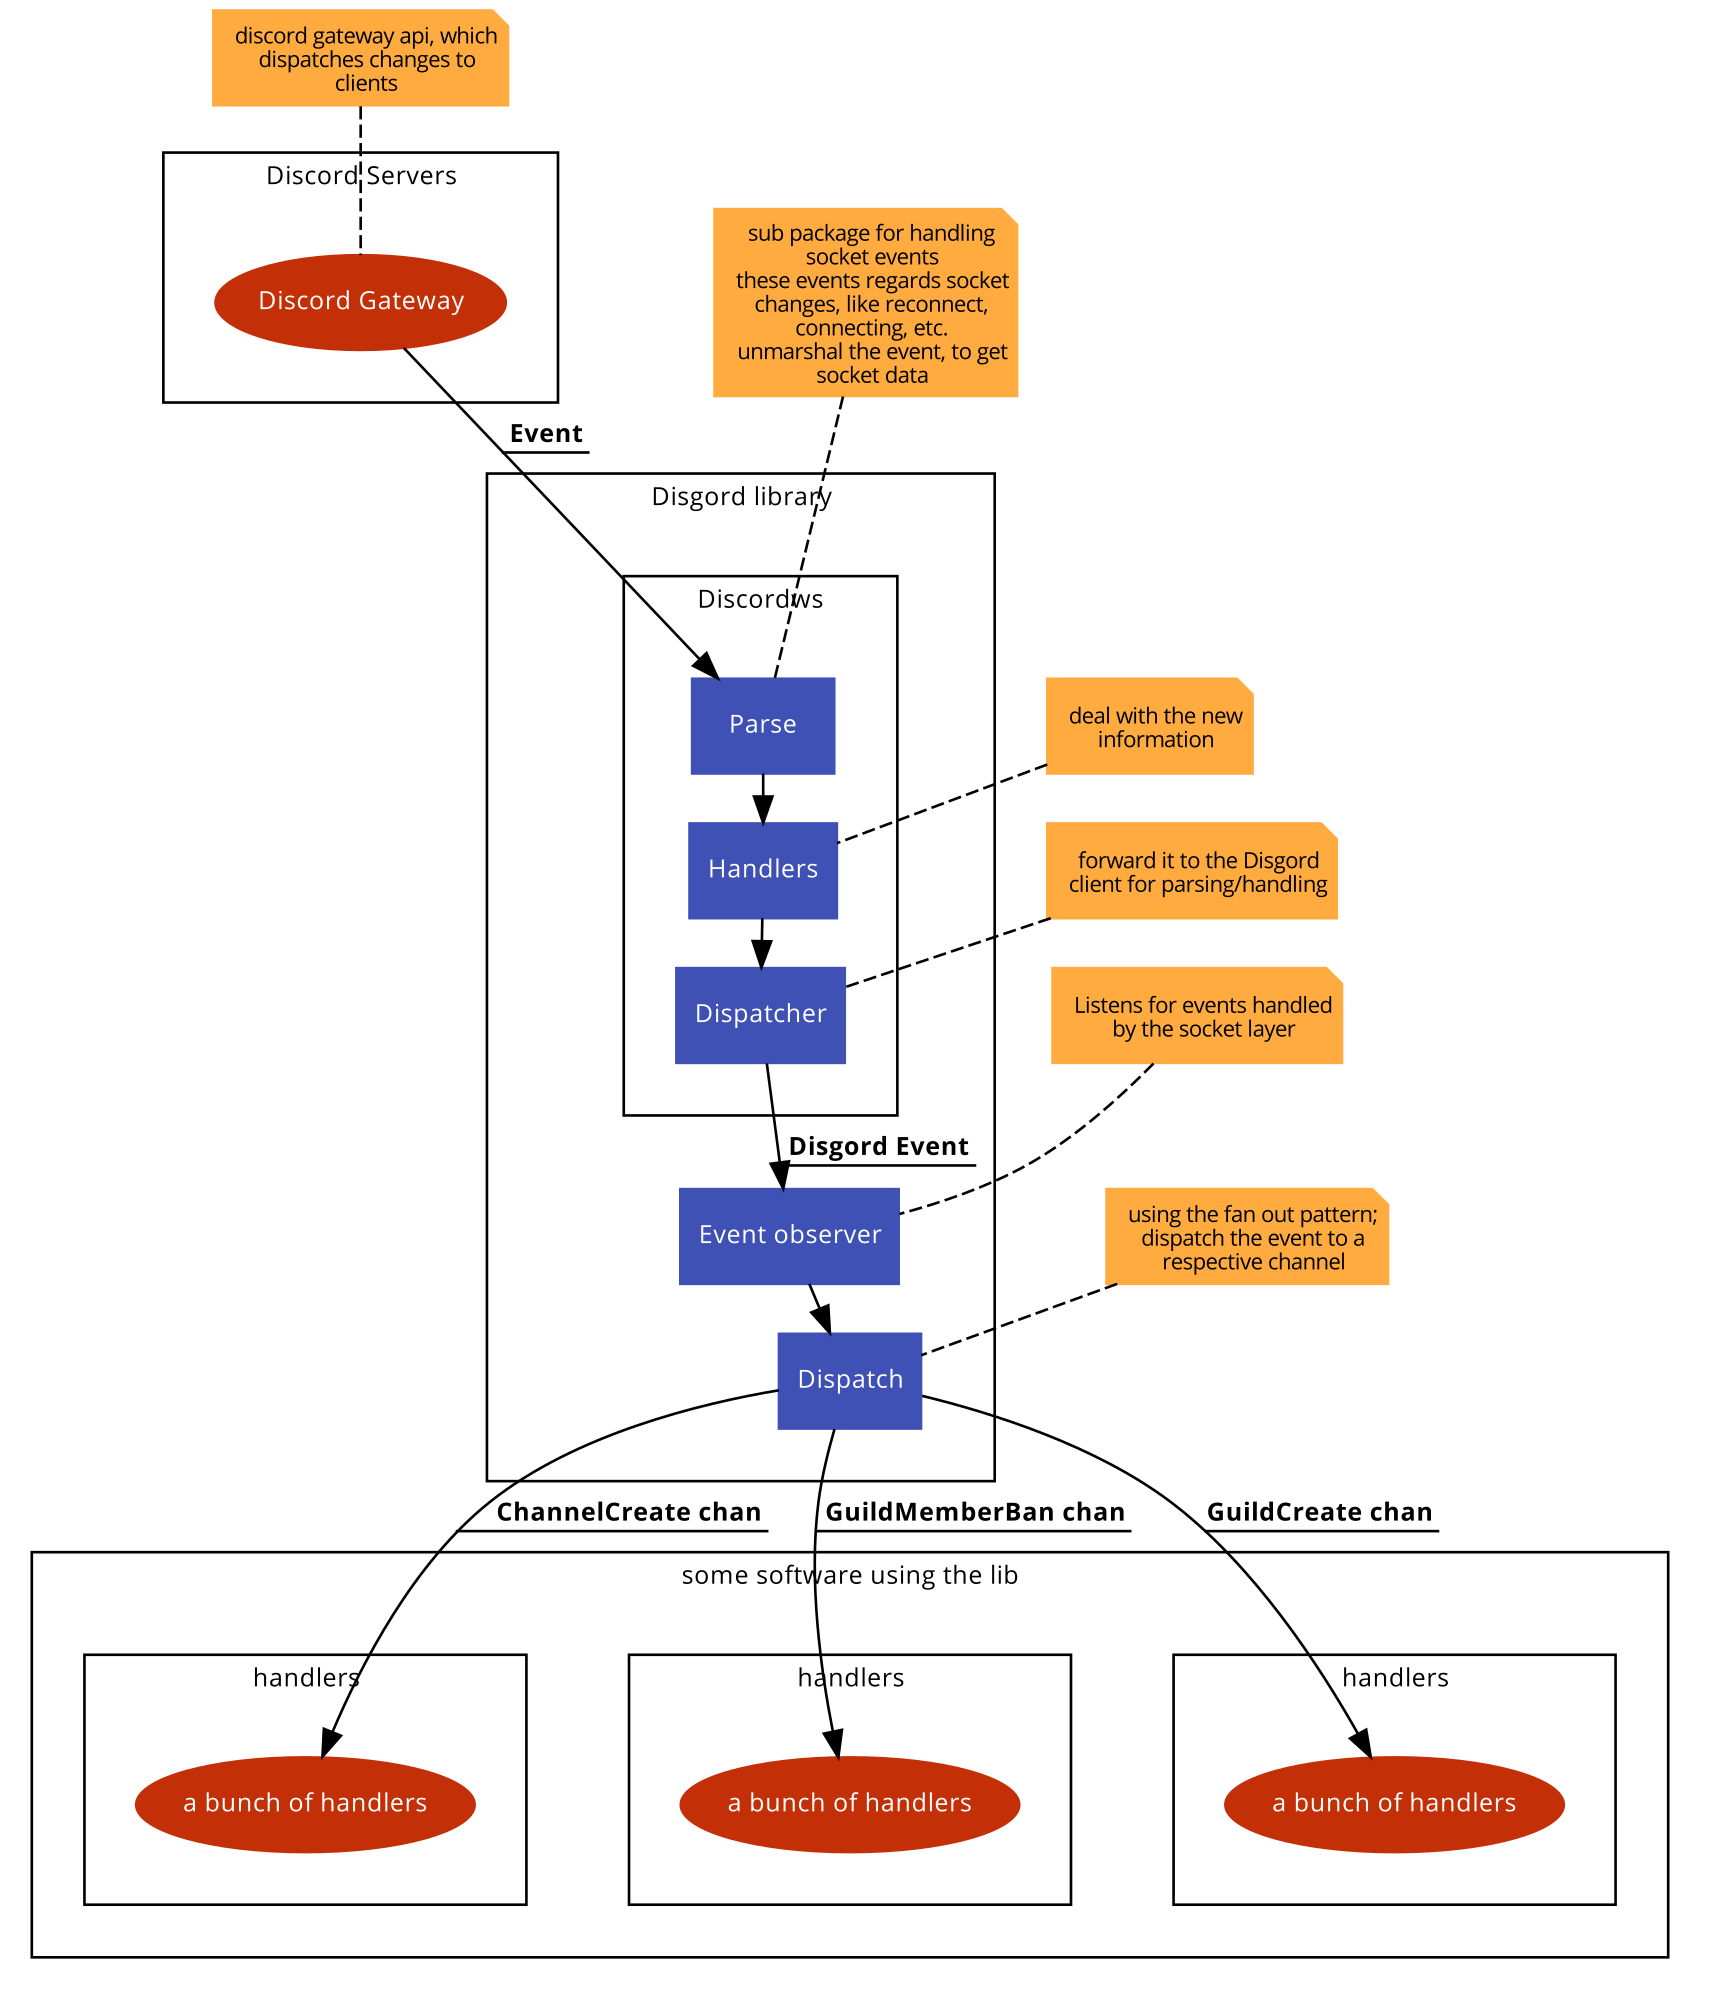 discord gateway api, which
dispatches changes to
clients
Discord Servers
Discord Gateway
sub package for handling
socket events
these events regards socket
changes, like reconnect,
connecting, etc.
unmarshal the event, to get
socket data
Event
Disgord library
Discordws
Parse
deal with the new
information
Handlers
forward it to the Disgord
client for parsing/handling
Dispatcher
Listens for events handled
by the socket layer
Disgord Event
Event observer
using the fan out pattern;
dispatch the event to a
respective channel
Dispatch
ChannelCreate chan
GuildMemberBan chan
GuildCreate chan
some software using the lib
handlers
handlers
handlers
a bunch of handlers
a bunch of handlers
a bunch of handlers